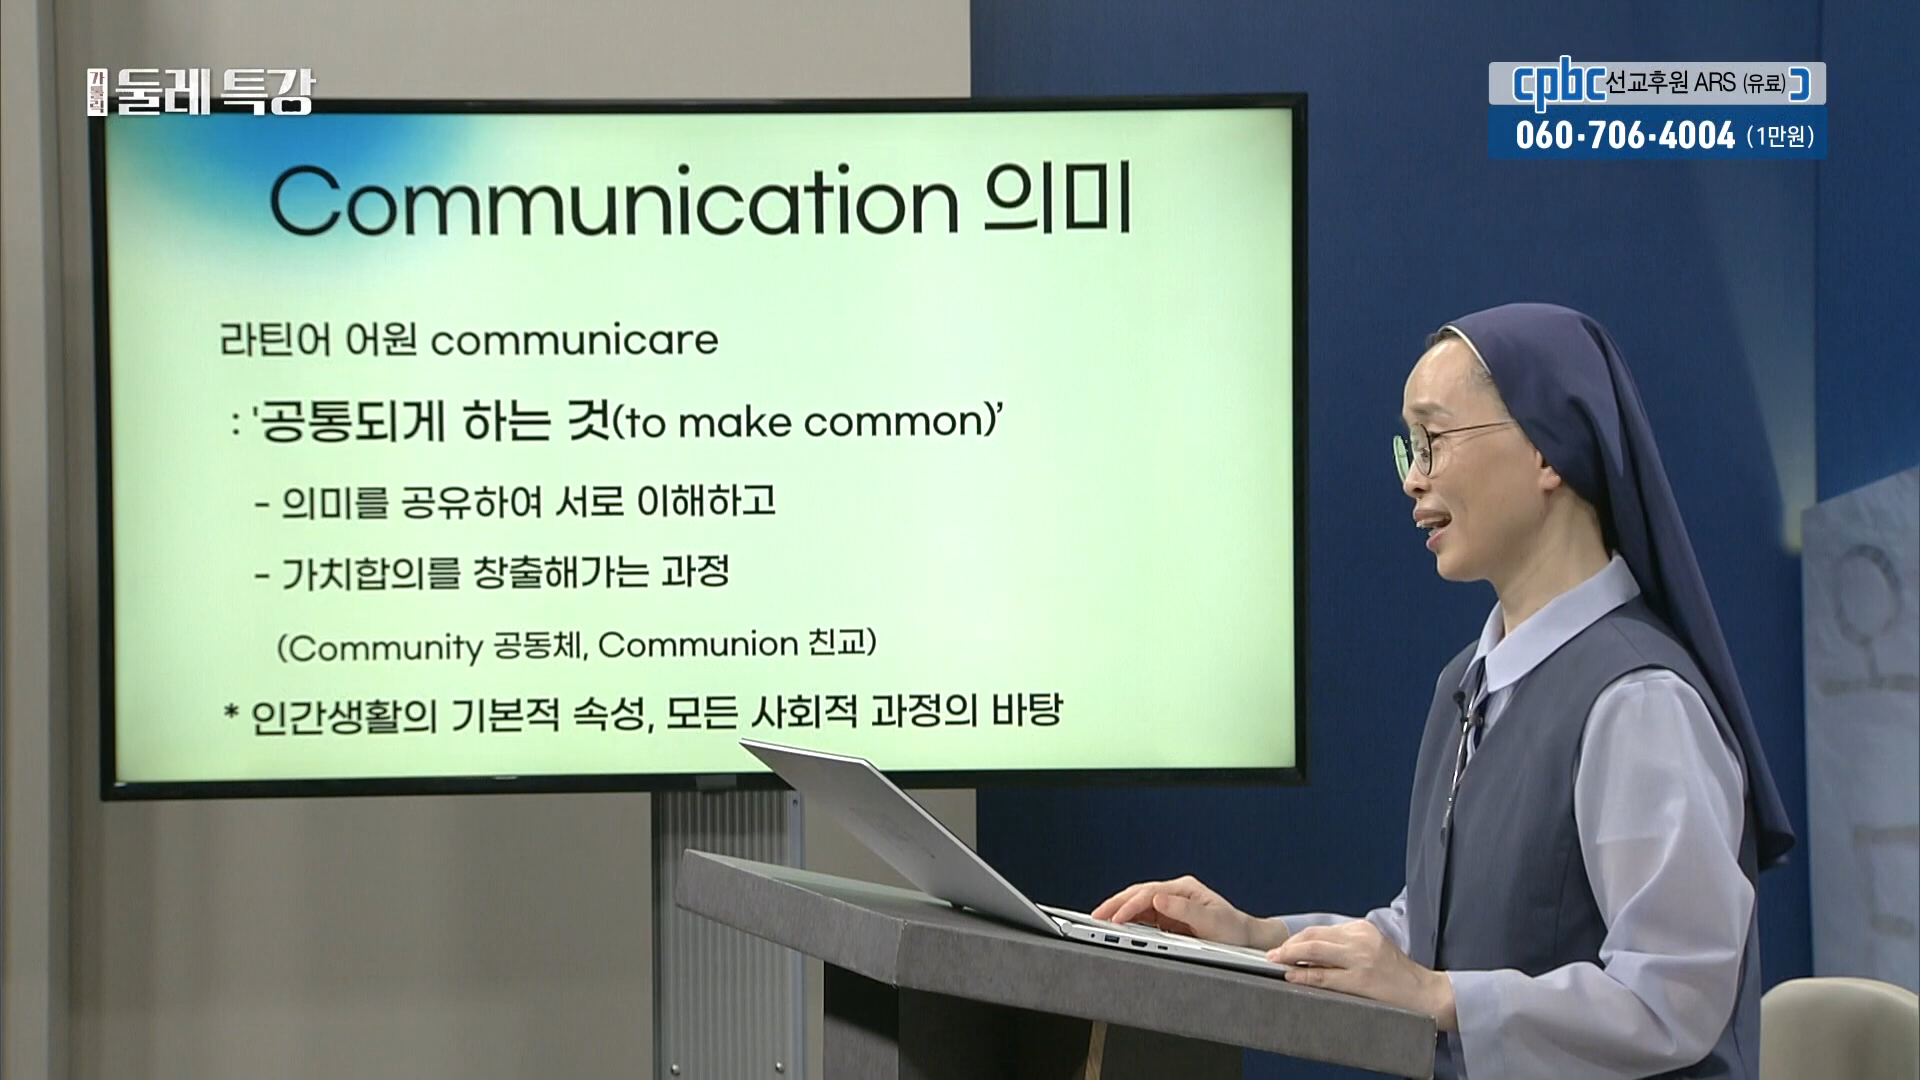 가톨릭 둘레 특강
cpbc 선교후원 ARS (유료)
060·706·4004 (1만원)
Communication 의미
라틴어 어원 communicare
: '공통되게 하는 것(to make common)’
- 의미를 공유하여 서로 이해하고
- 가치합의를 창출해가는 과정
(Community 공동체, Communion 친교)
* 인간생활의 기본적 속성, 모든 사회적 과정의 바탕